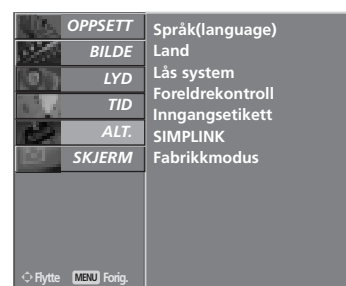 OPPSETT
BILDE
LYD
TID
ALT.
SKJERM
Språk(language)
Land
Lås system
Foreldrekontroll
Inngangsetikett
SIMPLINK
Fabrikkmodus
Flytte MENU Forig.